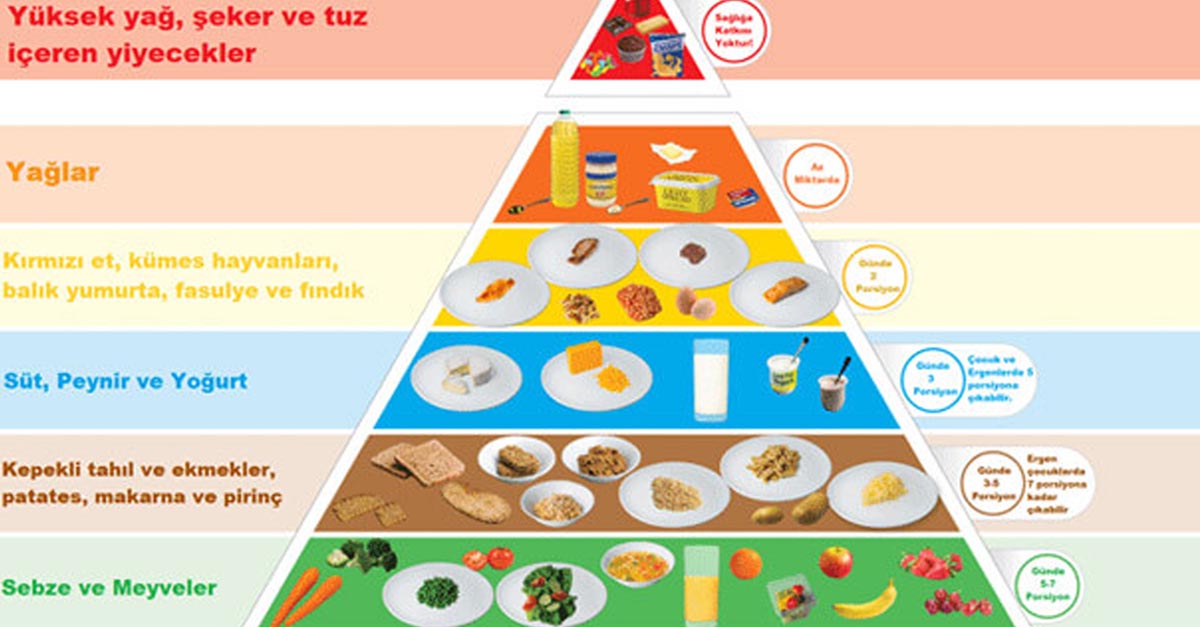 Yüksek yağ, şeker ve tuz
içeren yiyecekler
Sağlığa
Katkısı
Yoktur!
Yağlar
Az
Miktarda
Kırmızı et, kümes hayvanları,
balık yumurta, fasulye ve fındık
Günde
2
Porsiyon
Süt, Peynir ve Yoğurt
Günde
3
Porsiyon
Çocuk ve
Ergenlerde 5
porsiyona
çıkabilir.
Kepekli tahıl ve ekmekler,
patates, makarna ve pirinç
Günde
3-5
Porsiyon
Ergen
çocuklarda
7 porsiyona
kadar
çıkabilir
Sebze ve Meyveler
Günde
5-7
Porsiyon